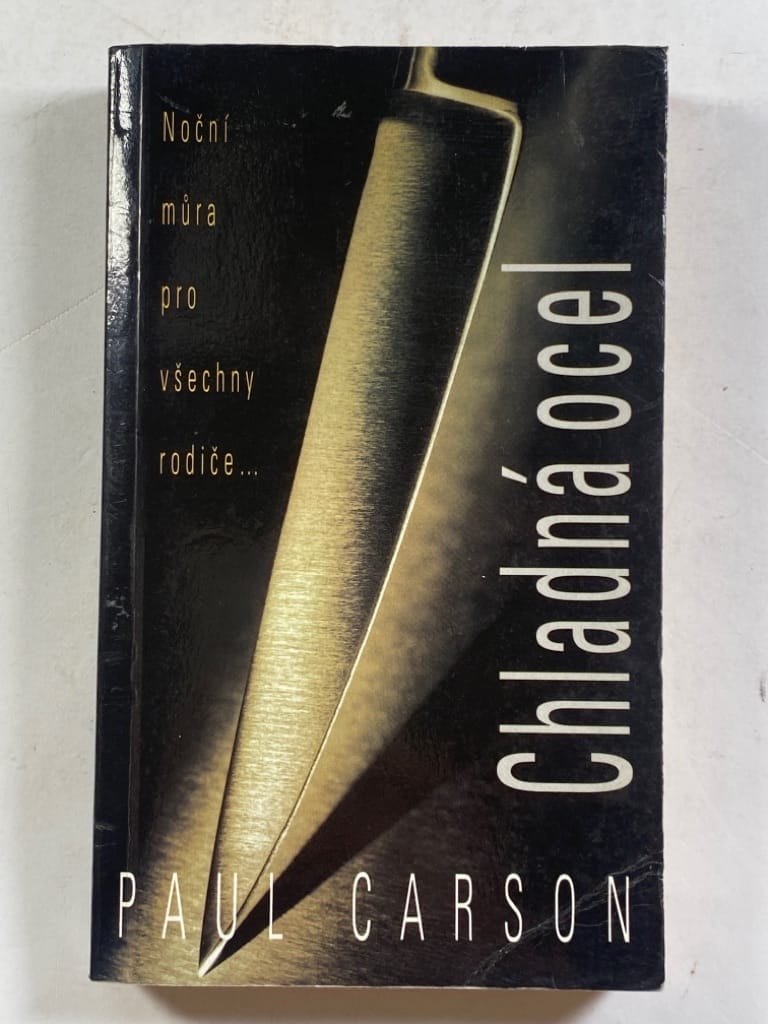 Noční
můra
pro
všechny
rodiče...
Chladná ocel
PAUL CARSON